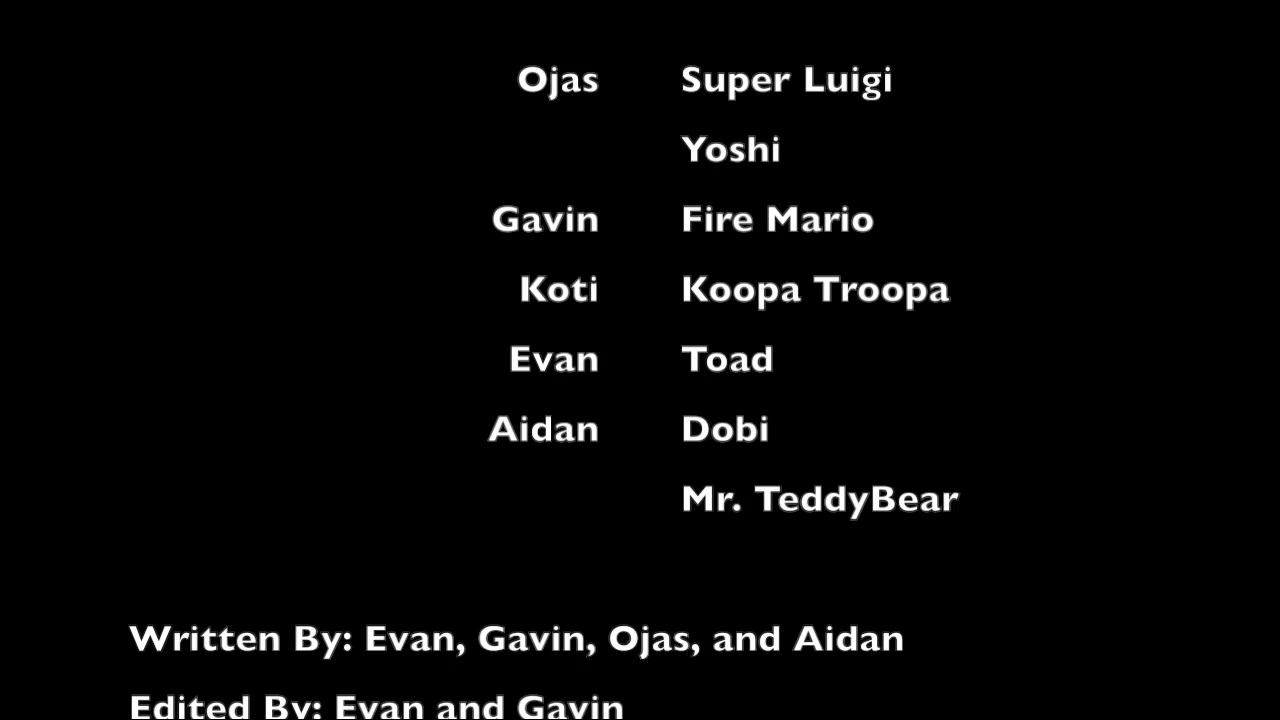 Ojas Super Luigi
Yoshi
Gavin Fire Mario
Koti Koopa Troopa
Evan Toad
Aidan Dobi
Mr. TeddyBear
Written By: Evan, Gavin, Ojas, and Aidan
Edited By: Evan and Gavin